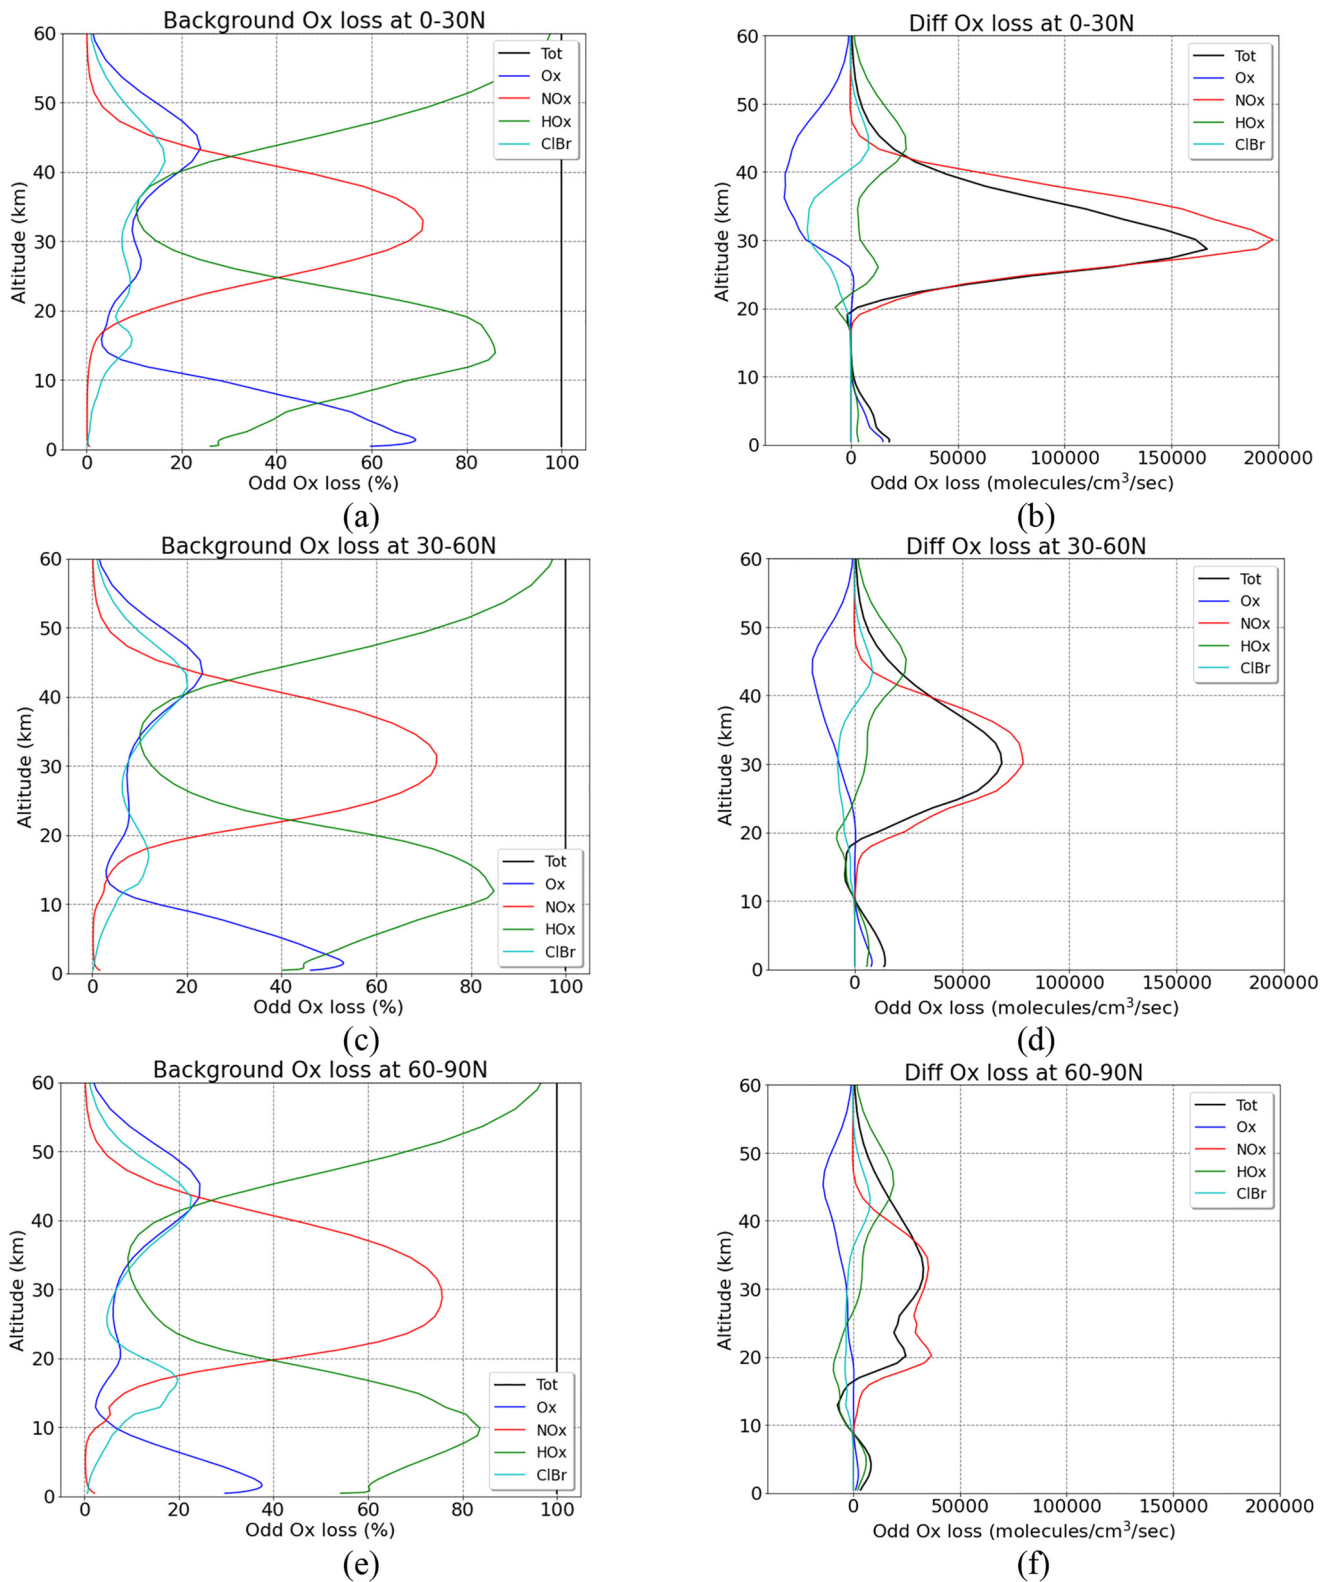 Background Ox loss at 0-30N
60
50
40
30
20
10
0
Altitude (km)
Tot
Ox
NOx
HOx
ClBr
0 20 40 60 80 100
Odd Ox loss (%)
(a)
Diff Ox loss at 0-30N
60
50
40
30
20
10
0
Altitude (km)
Tot
Ox
NOx
HOx
ClBr
0 50000 100000 150000 200000
Odd Ox loss (molecules/cm³/sec)
(b)
Background Ox loss at 30-60N
60
50
40
30
20
10
0
Altitude (km)
Tot
Ox
NOx
HOx
ClBr
0 20 40 60 80 100
Odd Ox loss (%)
(c)
Diff Ox loss at 30-60N
60
50
40
30
20
10
0
Altitude (km)
Tot
Ox
NOx
HOx
ClBr
0 50000 100000 150000 200000
Odd Ox loss (molecules/cm³/sec)
(d)
Background Ox loss at 60-90N
60
50
40
30
20
10
0
Altitude (km)
Tot
Ox
NOx
HOx
ClBr
0 20 40 60 80 100
Odd Ox loss (%)
(e)
Diff Ox loss at 60-90N
60
50
40
30
20
10
0
Altitude (km)
Tot
Ox
NOx
HOx
ClBr
0 50000 100000 150000 200000
Odd Ox loss (molecules/cm³/sec)
(f)